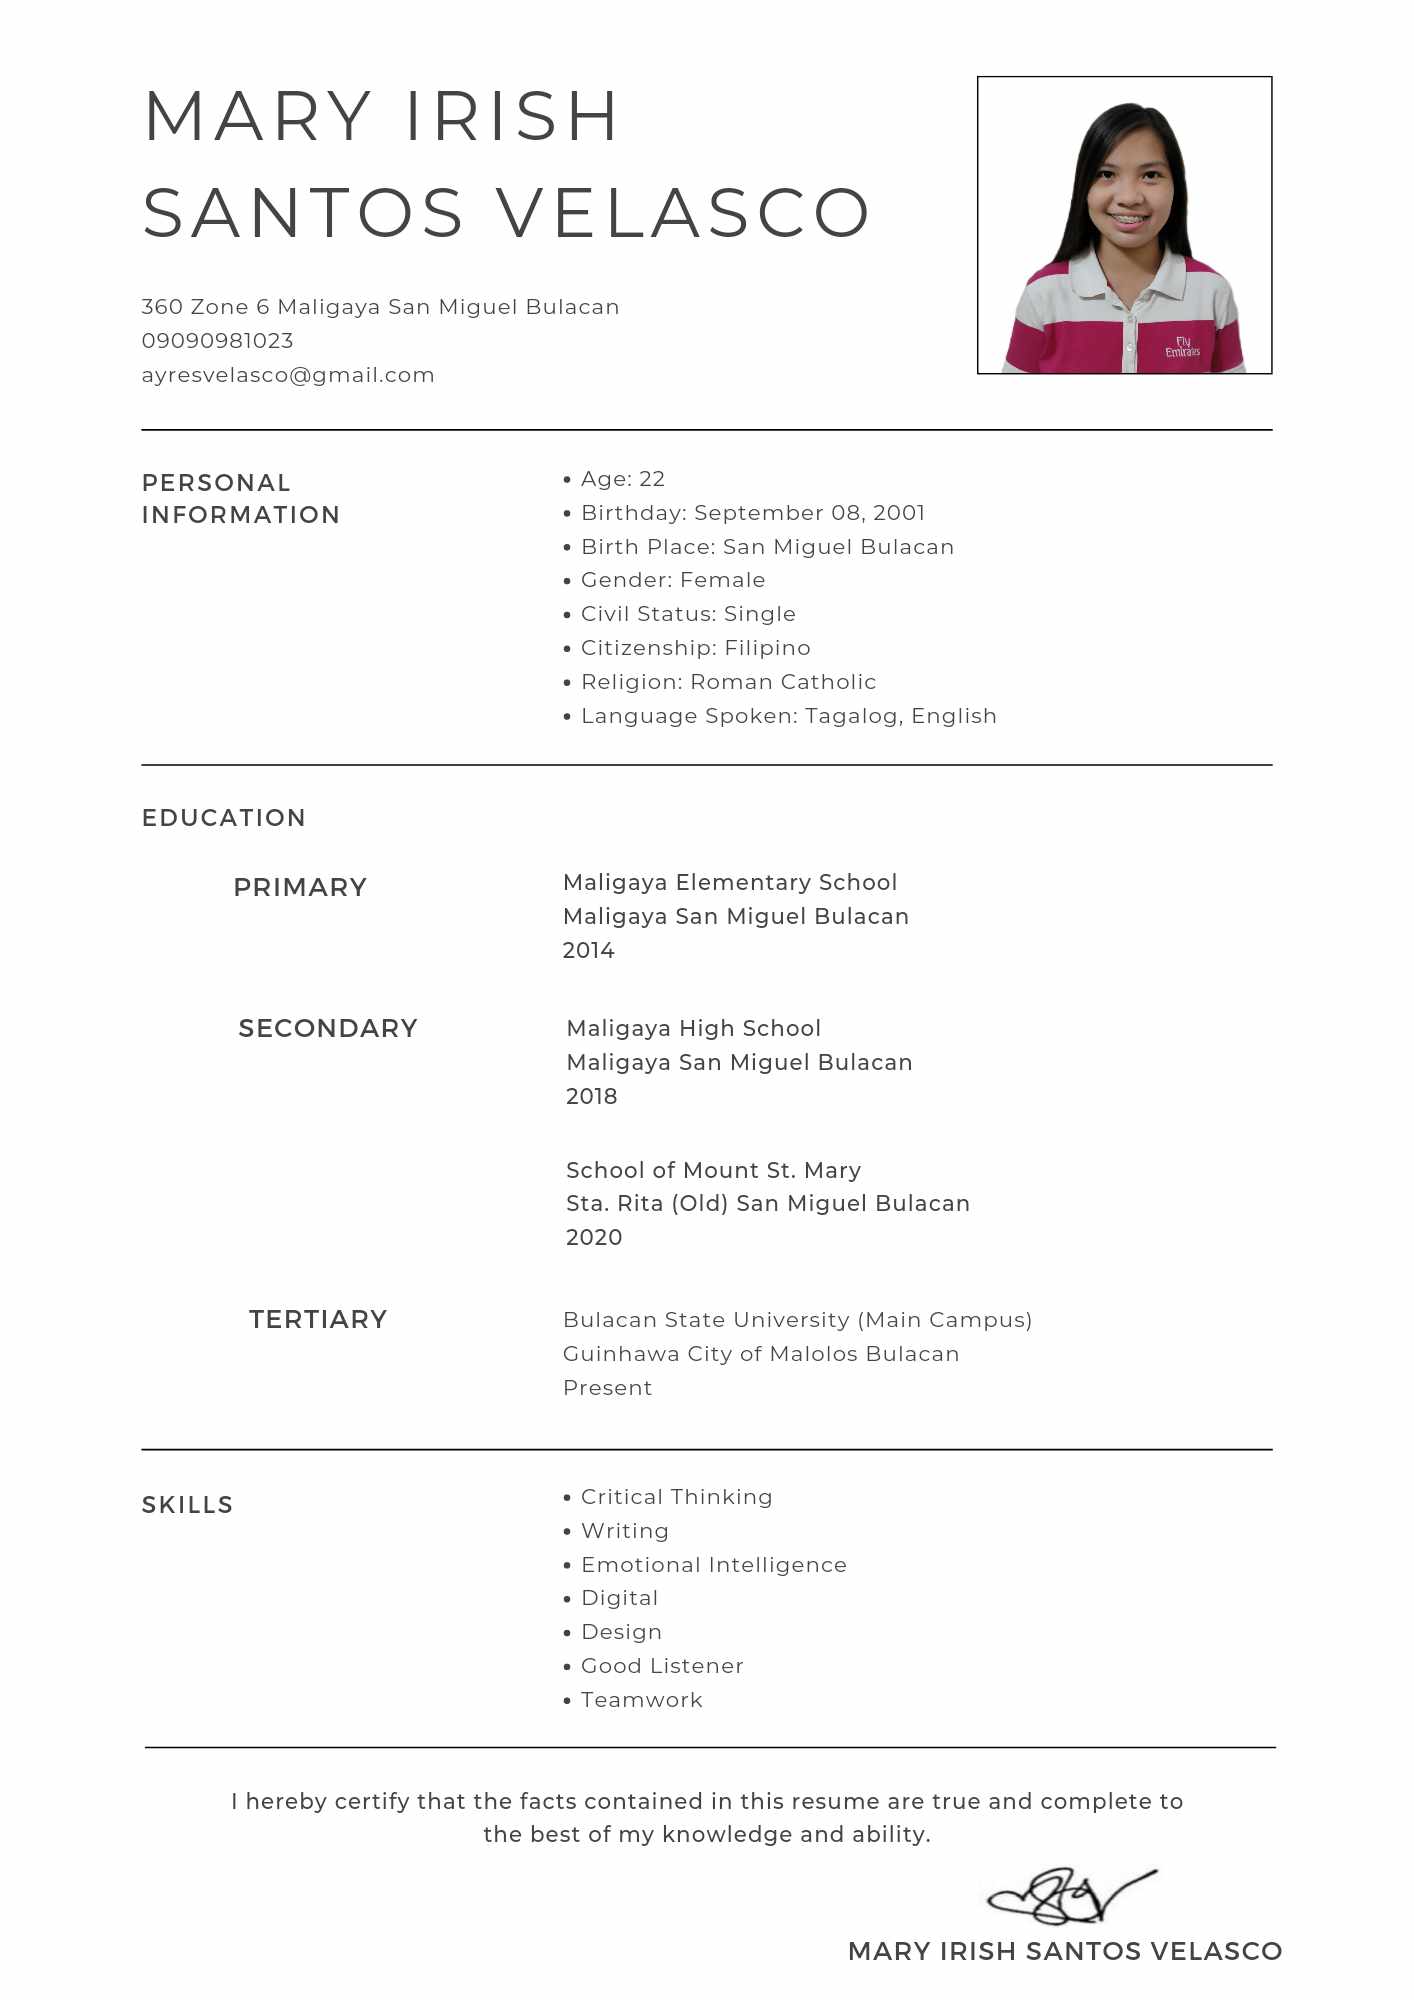 MARY IRISH
SANTOS VELASCO
360 Zone 6 Maligaya San Miguel Bulacan
09090981023
ayresvelasco@gmail.com
Fly
Emirates
PERSONAL
INFORMATION
• Age: 22
• Birthday: September 08, 2001
• Birth Place: San Miguel Bulacan
• Gender: Female
• Civil Status: Single
• Citizenship: Filipino
• Religion: Roman Catholic
• Language Spoken: Tagalog, English
EDUCATION
PRIMARY
Maligaya Elementary School
Maligaya San Miguel Bulacan
2014
SECONDARY
Maligaya High School
Maligaya San Miguel Bulacan
2018
School of Mount St. Mary
Sta. Rita (Old) San Miguel Bulacan
2020
TERTIARY
Bulacan State University (Main Campus)
Guinhawa City of Malolos Bulacan
Present
SKILLS
• Critical Thinking
• Writing
• Emotional Intelligence
• Digital
• Design
• Good Listener
• Teamwork
I hereby certify that the facts contained in this resume are true and complete to
the best of my knowledge and ability.
MARY IRISH SANTOS VELASCO